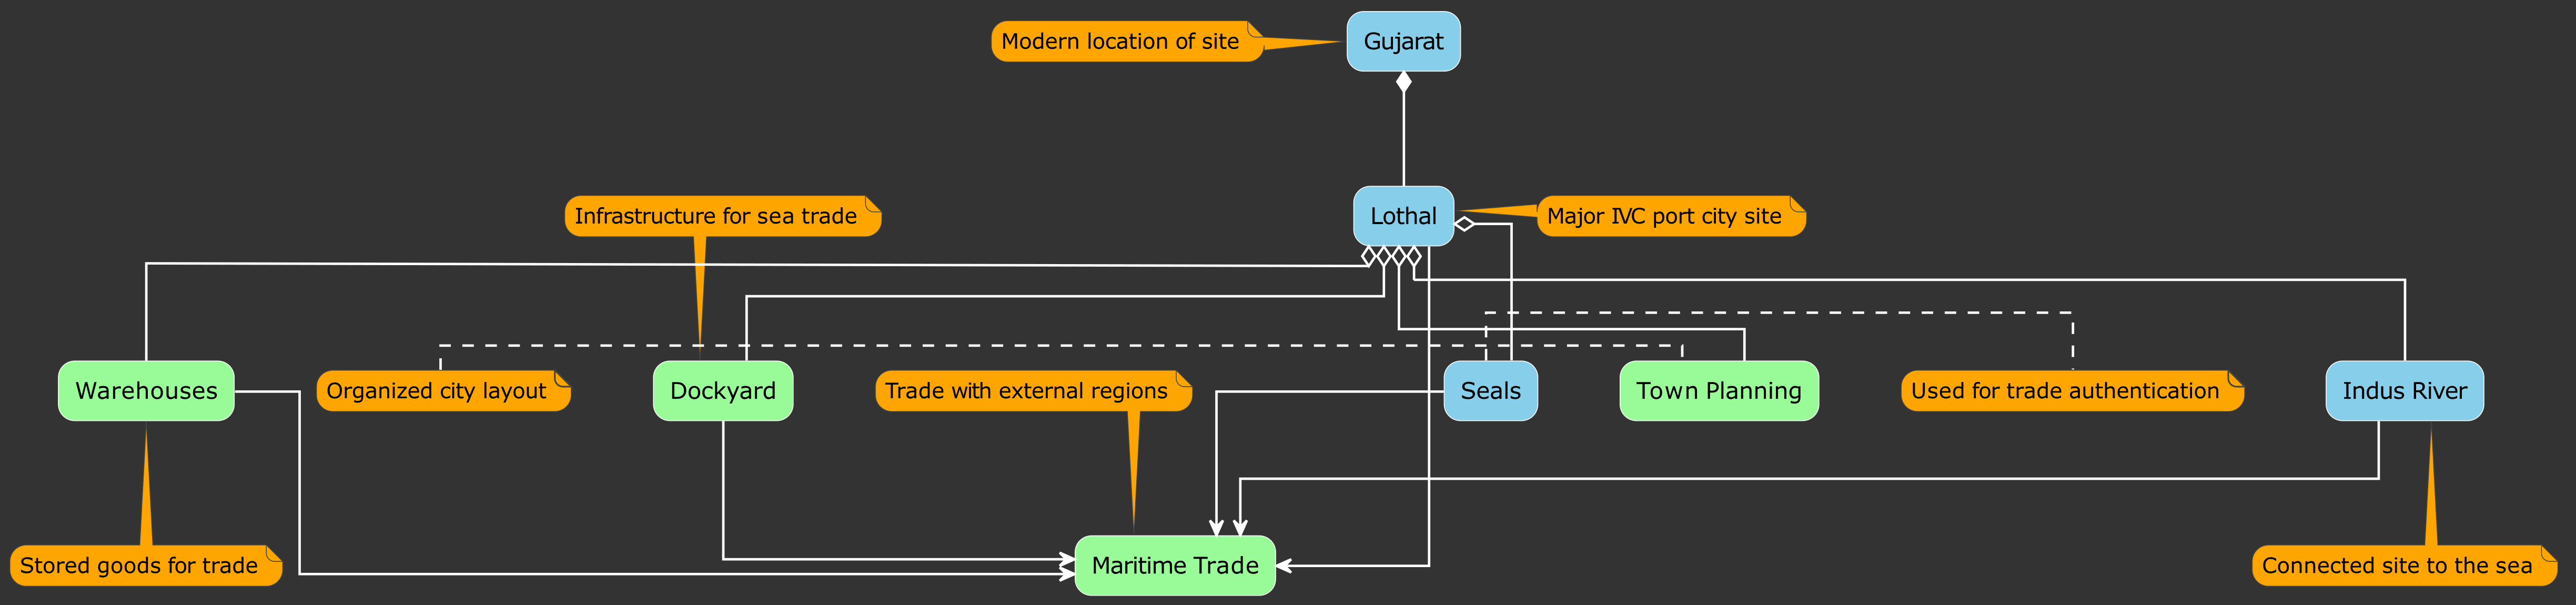 Modern location of site
Gujarat
Infrastructure for sea trade
Lothal
Major IVC port city site
Warehouses
Organized city layout
Dockyard
Trade with external regions
Seals
Town Planning
Used for trade authentication
Indus River
Stored goods for trade
Maritime Trade
Connected site to the sea